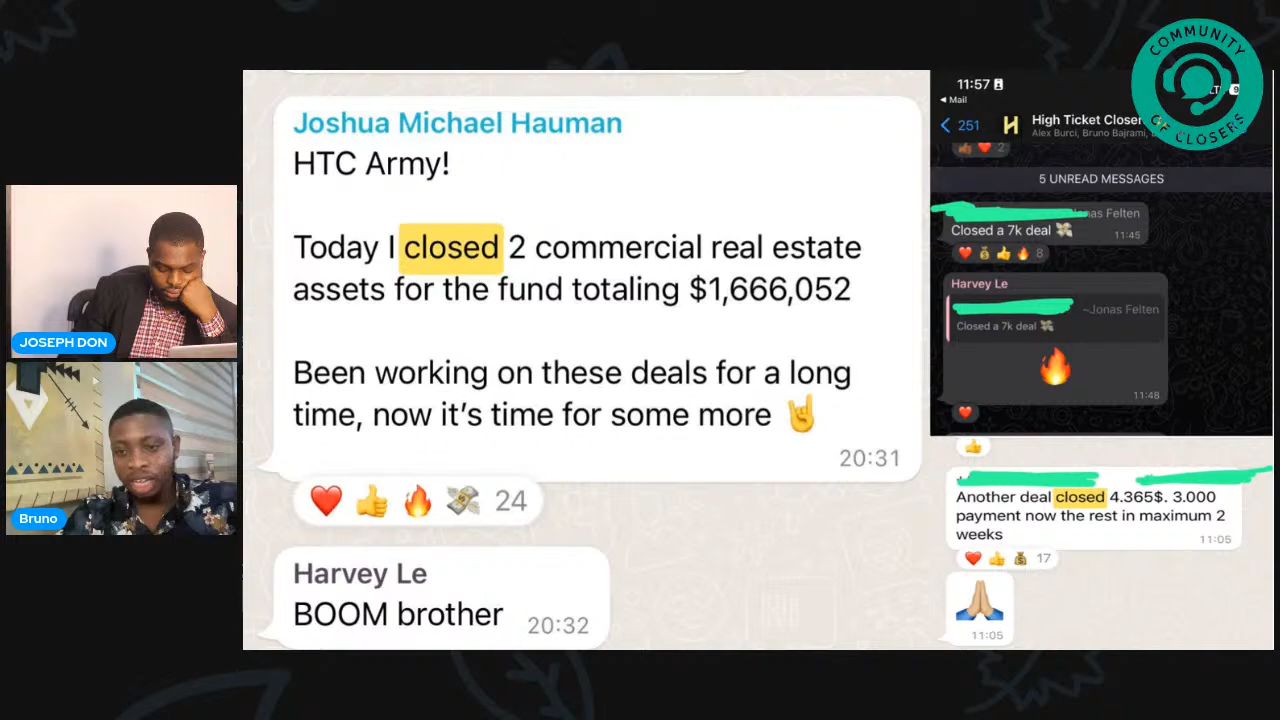 COMMUNITY
OF CLOSERS
JOSEPH DON
Bruno
Joshua Michael Hauman
HTC Army!
Today I closed 2 commercial real estate
assets for the fund totaling $1,666,052
Been working on these deals for a long
time, now it’s time for some more 🤘
20:31
❤️ 👍 🔥 💸 24
Harvey Le
BOOM brother
20:32
11:57
Mail
251
High Ticket Closer
Alex Burci, Bruno Bajrami,
👍 ❤️ 2
5 UNREAD MESSAGES
nas Felten
Closed a 7k deal 💸
11:45
❤️ 💰 👍 🔥 8
Harvey Le
~Jonas Felten
Closed a 7k deal 💸
🔥
11:48
❤️
👍
Another deal closed 4.365$. 3.000
payment now the rest in maximum 2
weeks
11:05
❤️ 👍 💰 17
🙏🏼
11:05